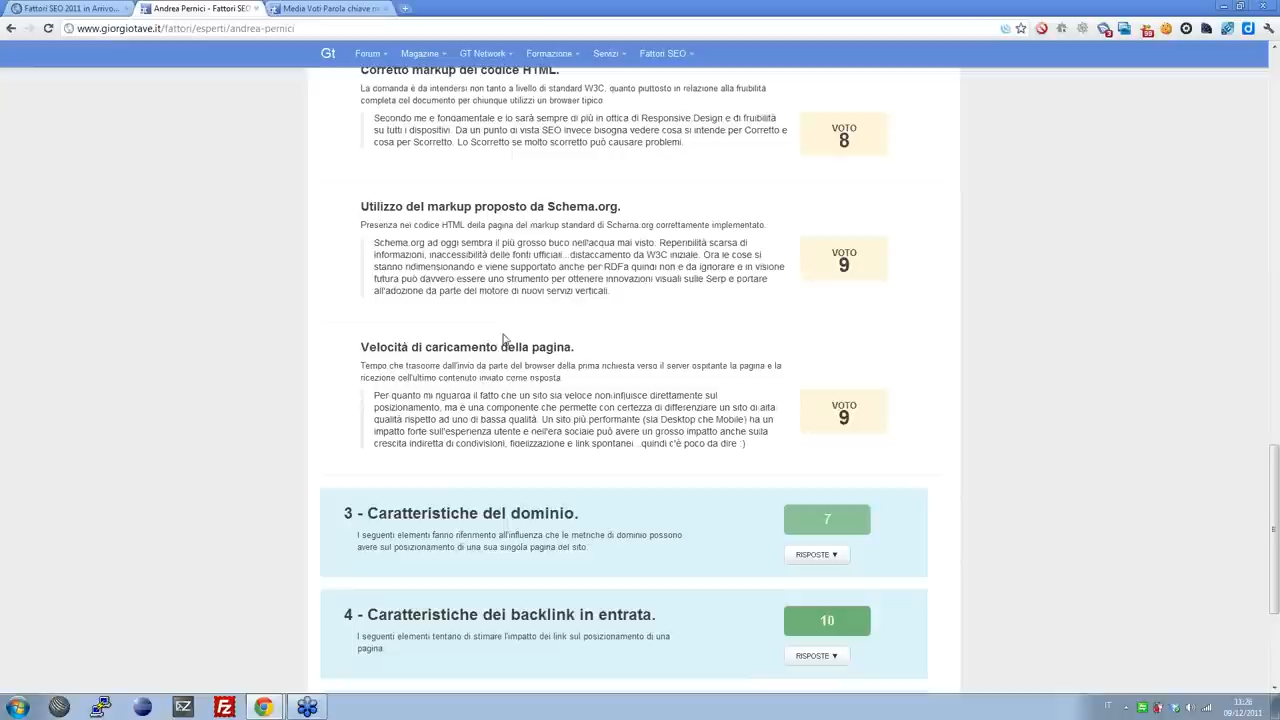 Fattori SEO 2011 in Arrivo...
Andrea Pernici - Fattori SEO
Media Voti Parola chiave n
www.giorgiotave.it/fattori/esperti/andrea-pernici
Gt Forum Magazine GT Network Formazione Servizi Fattori SEO
Corretto markup del codice HTML.
La domanda è da intendersi non tanto a livello di standard W3C, quanto piuttosto in relazione alla fruibilità
completa del documento per chiunque utilizzi un browser tipico.
Secondo me è fondamentale e lo sarà sempre di più in ottica di Responsive Design e di fruibilità
su tutti i dispositivi. Da un punto di vista SEO invece bisogna vedere cosa si intende per Corretto e
cosa per Scorretto. Lo Scorretto se molto scorretto può causare problemi.
VOTO
8
Utilizzo del markup proposto da Schema.org.
Presenza nel codice HTML della pagina del markup standard di Schema.org correttamente implementato.
Schema.org ad oggi sembra il più grosso buco nell'acqua mai visto. Reperibilità scarsa di
informazioni, inaccessibilità delle fonti ufficiali...distaccamento da W3C iniziale. Ora le cose si
stanno ridimensionando e viene supportato anche per RDFa quindi non è da ignorare e in visione
futura può davvero essere uno strumento per ottenere innovazioni visuali sulle Serp e portare
all'adozione da parte del motore di nuovi servizi verticali.
VOTO
9
Velocità di caricamento della pagina.
Tempo che trascorre dall'invio da parte del browser della prima richiesta verso il server ospitante la pagina e la
ricezione dell'ultimo contenuto inviato come risposta.
Per quanto mi riguarda il fatto che un sito sia veloce non influisce direttamente sul
posizionamento, ma è una componente che permette con certezza di differenziare un sito di alta
qualità rispetto ad uno di bassa qualità. Un sito più performante (sia Desktop che Mobile) ha un
impatto forte sull'esperienza utente e nell'era sociale può avere un grosso impatto anche sulla
crescita indiretta di condivisioni, fidelizzazione e link spontanei...quindi c'è poco da dire :)
VOTO
9
3 - Caratteristiche del dominio.
I seguenti elementi fanno riferimento all'influenza che le metriche di dominio possono
avere sul posizionamento di una sua singola pagina del sito.
7
RISPOSTE ▼
4 - Caratteristiche dei backlink in entrata.
I seguenti elementi tentano di stimare l'impatto dei link sul posizionamento di una
pagina.
10
RISPOSTE ▼
IT
11:26
09/12/2011